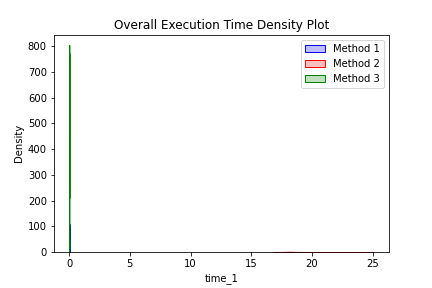 Overall Execution Time Density Plot
Method 1
Method 2
Method 3
Density
800
700
600
500
400
300
200
100
0
0 5 10 15 20 25
time_1